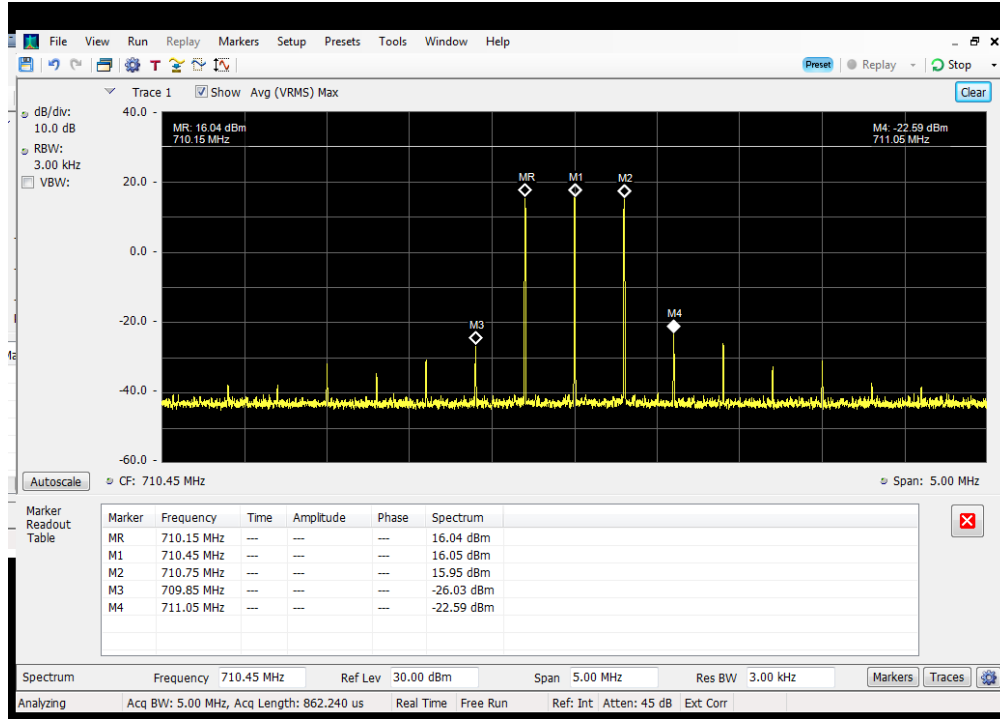 File View Run Replay Markers Setup Presets Tools Window Help
Preset Replay Stop
Trace 1 Show Avg (VRMS) Max Clear
dB/div:
10.0 dB
RBW:
3.00 kHz
VBW:
40.0
20.0
0.0
-20.0
-40.0
-60.0
MR: 16.04 dBm
710.15 MHz
M4: -22.59 dBm
711.05 MHz
MR M1 M2
M3 M4
Autoscale CF: 710.45 MHz Span: 5.00 MHz
Marker
Readout
Table
Marker Frequency Time Amplitude Phase Spectrum
MR 710.15 MHz --- --- --- 16.04 dBm
M1 710.45 MHz --- --- --- 16.05 dBm
M2 710.75 MHz --- --- --- 15.95 dBm
M3 709.85 MHz --- --- --- -26.03 dBm
M4 711.05 MHz --- --- --- -22.59 dBm
Spectrum Frequency 710.45 MHz Ref Lev 30.00 dBm Span 5.00 MHz Res BW 3.00 kHz Markers Traces
Analyzing Acq BW: 5.00 MHz, Acq Length: 862.240 us Real Time Free Run Ref: Int Atten: 45 dB Ext Corr